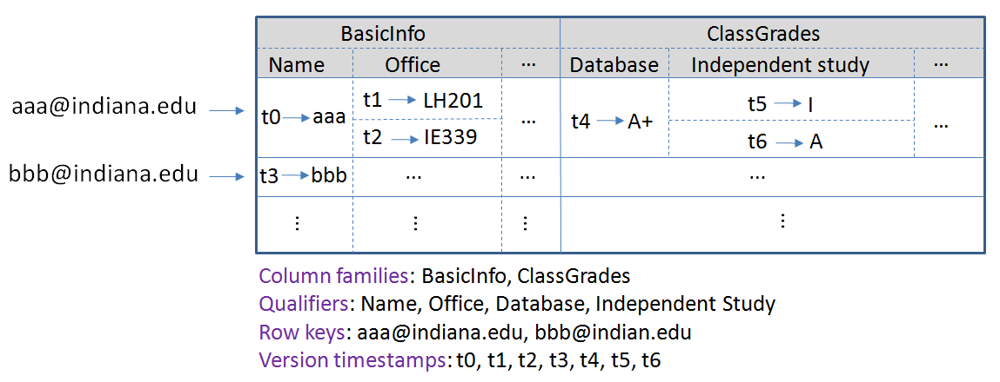 BasicInfo ClassGrades
Name Office ... Database Independent study ...
aaa@indiana.edu t0 aaa t1 LH201 ... t4 A+ t5 I ...
t2 IE339 t6 A
bbb@indiana.edu t3 bbb ... ... ...
⋮ ⋮ ⋮ ⋮
Column families: BasicInfo, ClassGrades
Qualifiers: Name, Office, Database, Independent Study
Row keys: aaa@indiana.edu, bbb@indian.edu
Version timestamps: t0, t1, t2, t3, t4, t5, t6